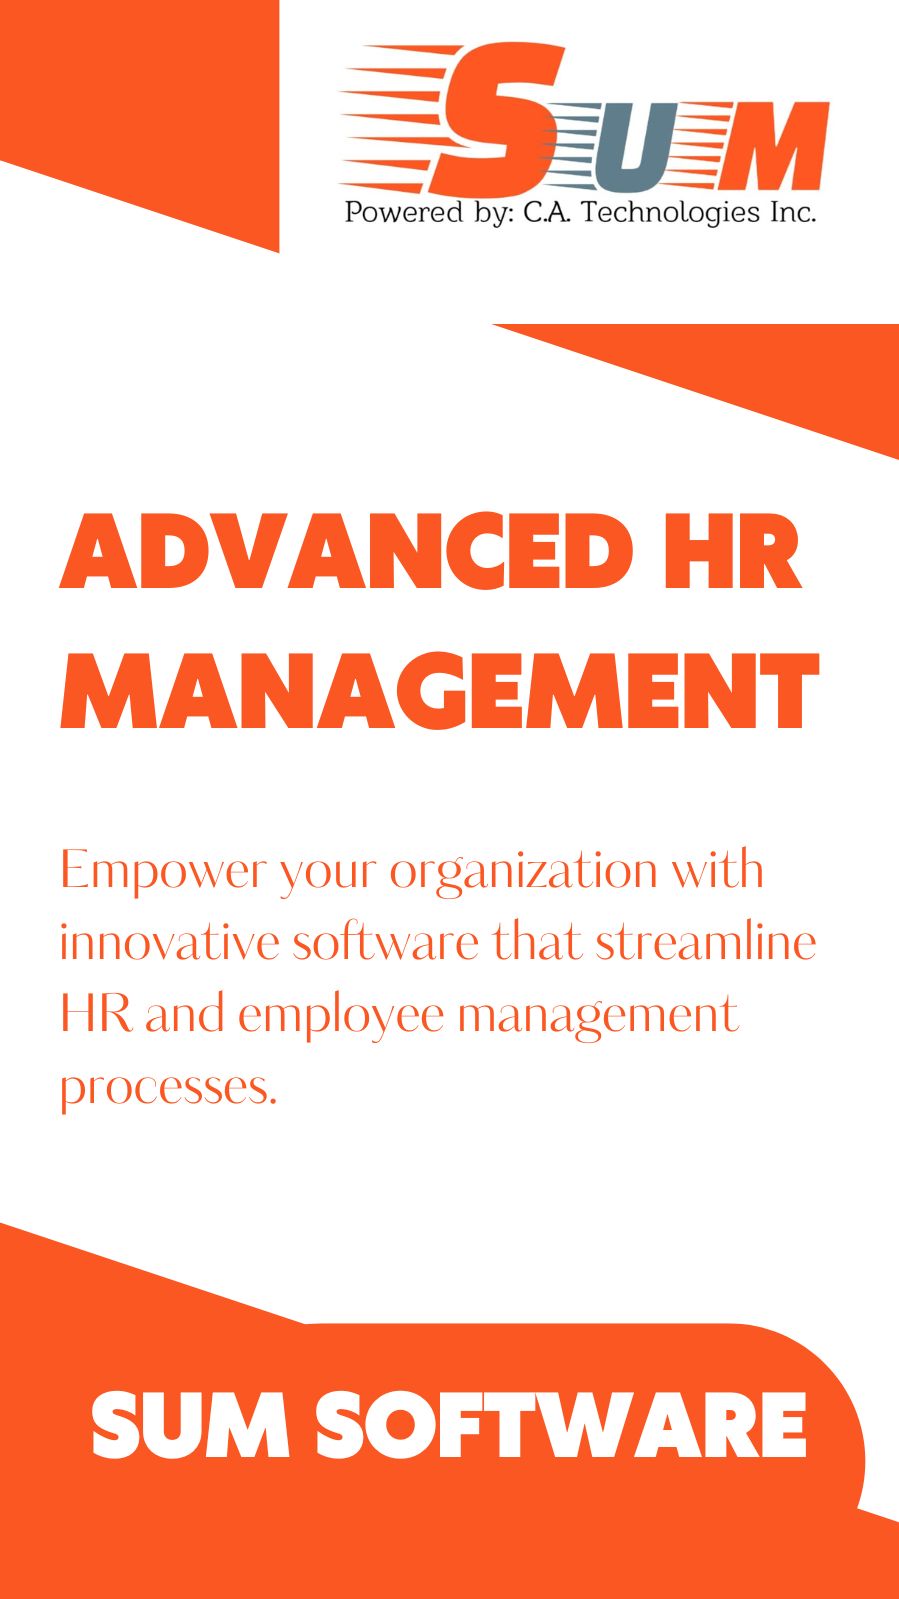 SUM
Powered by: C.A. Technologies Inc.
ADVANCED HR
MANAGEMENT
Empower your organization with
innovative software that streamline
HR and employee management
processes.
SUM SOFTWARE